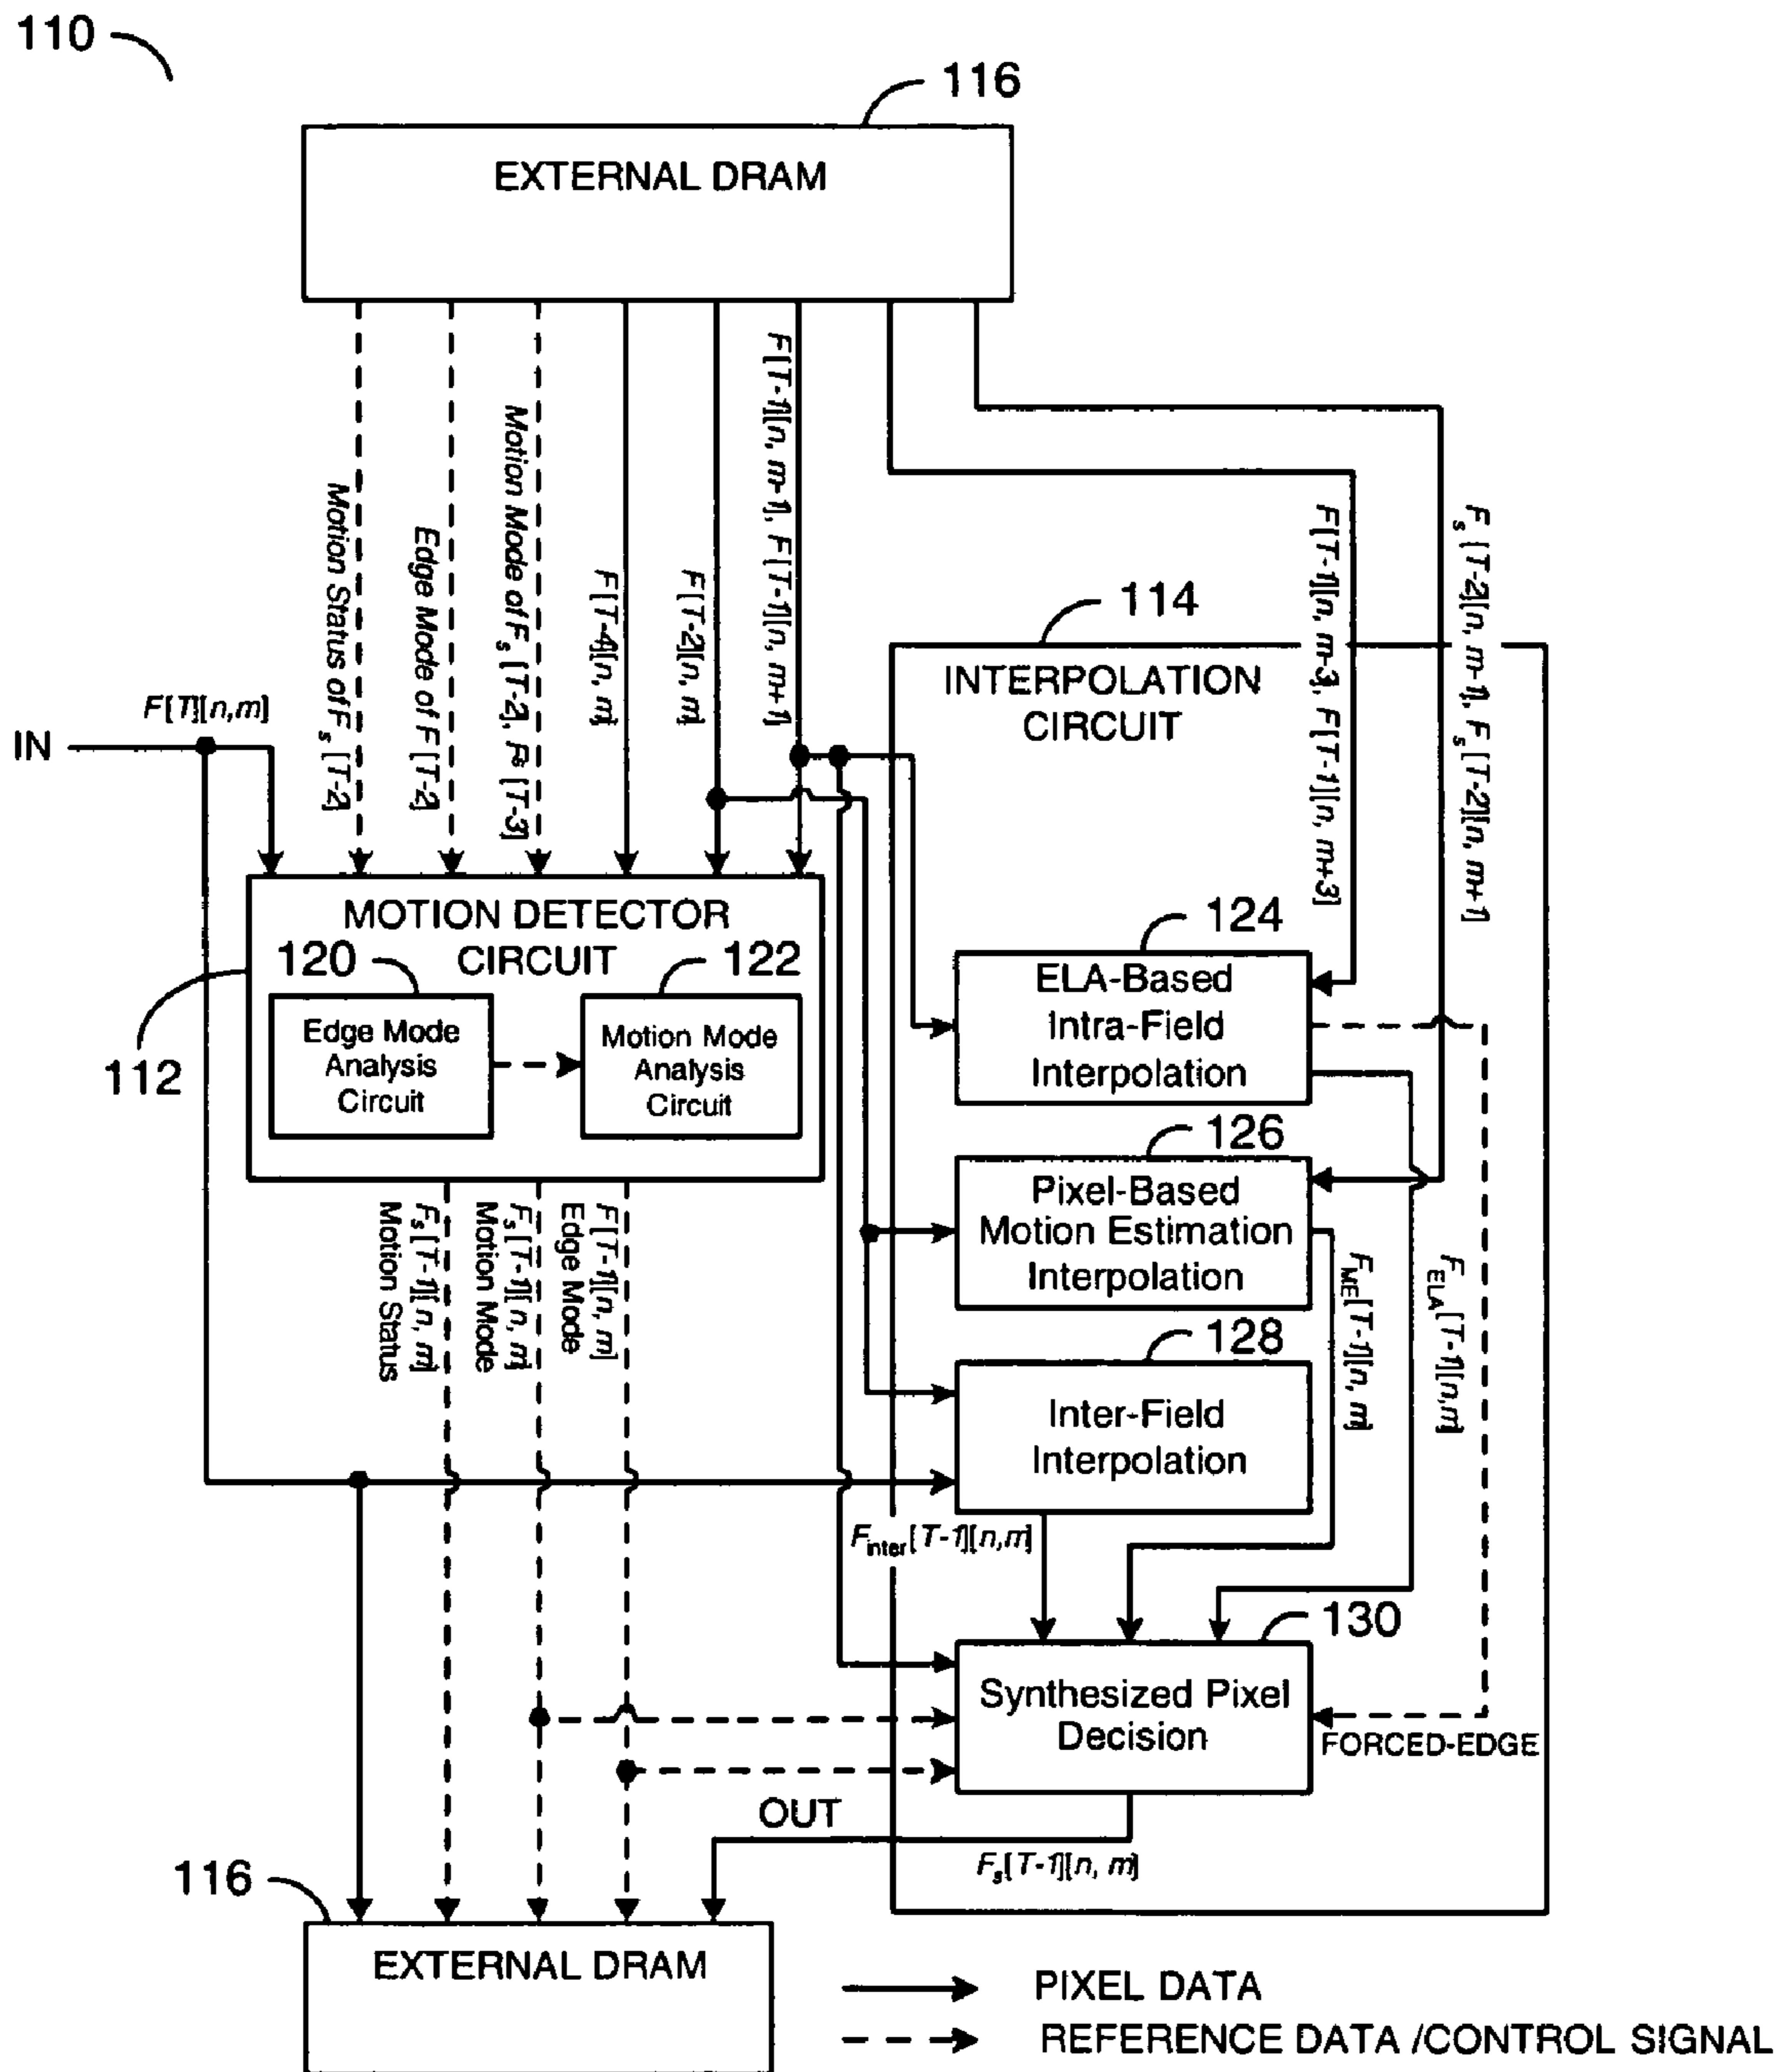 110
116
EXTERNAL DRAM
Motion Status of Fs [T-2]
Edge Mode of F [T-2]
Motion Mode of Fs [T-2], Fs [T-3]
F[T-4][n, m]
F[T-2][n, m]
F[T-1][n, m-1], F[T-1][n, m+1]
F[T-1][n, m-3], F[T-1][n, m+3]
Fs [T-2][n, m-1], Fs [T-2][n, m+1]
114
INTERPOLATION
CIRCUIT
F[T][n,m]
IN
MOTION DETECTOR
CIRCUIT
120
122
Edge Mode
Analysis
Circuit
Motion Mode
Analysis
Circuit
112
124
ELA-Based
Intra-Field
Interpolation
126
Pixel-Based
Motion Estimation
Interpolation
128
Inter-Field
Interpolation
Fs[T-1][n, m]
Motion Status
Fs[T-1][n, m]
Motion Mode
F[T-1][n, m]
Edge Mode
FME[T-1][n, m]
FELA[T-1][n,m]
Finter[T-1][n,m]
130
Synthesized Pixel
Decision
FORCED-EDGE
OUT
Fs[T-1][n, m]
116
EXTERNAL DRAM
PIXEL DATA
REFERENCE DATA /CONTROL SIGNAL